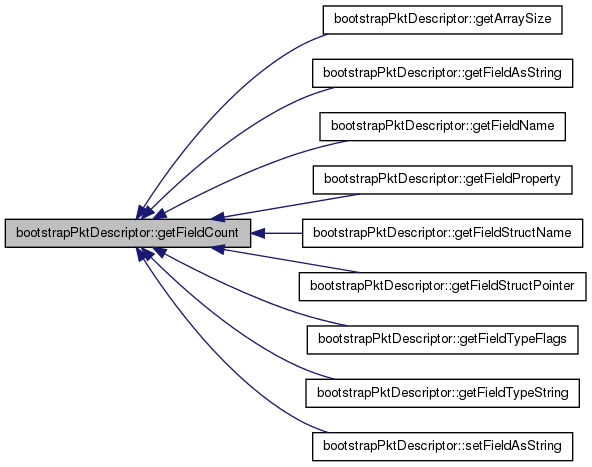 bootstrapPktDescriptor::getArraySize
bootstrapPktDescriptor::getFieldAsString
bootstrapPktDescriptor::getFieldName
bootstrapPktDescriptor::getFieldProperty
bootstrapPktDescriptor::getFieldCount
bootstrapPktDescriptor::getFieldStructName
bootstrapPktDescriptor::getFieldStructPointer
bootstrapPktDescriptor::getFieldTypeFlags
bootstrapPktDescriptor::getFieldTypeString
bootstrapPktDescriptor::setFieldAsString